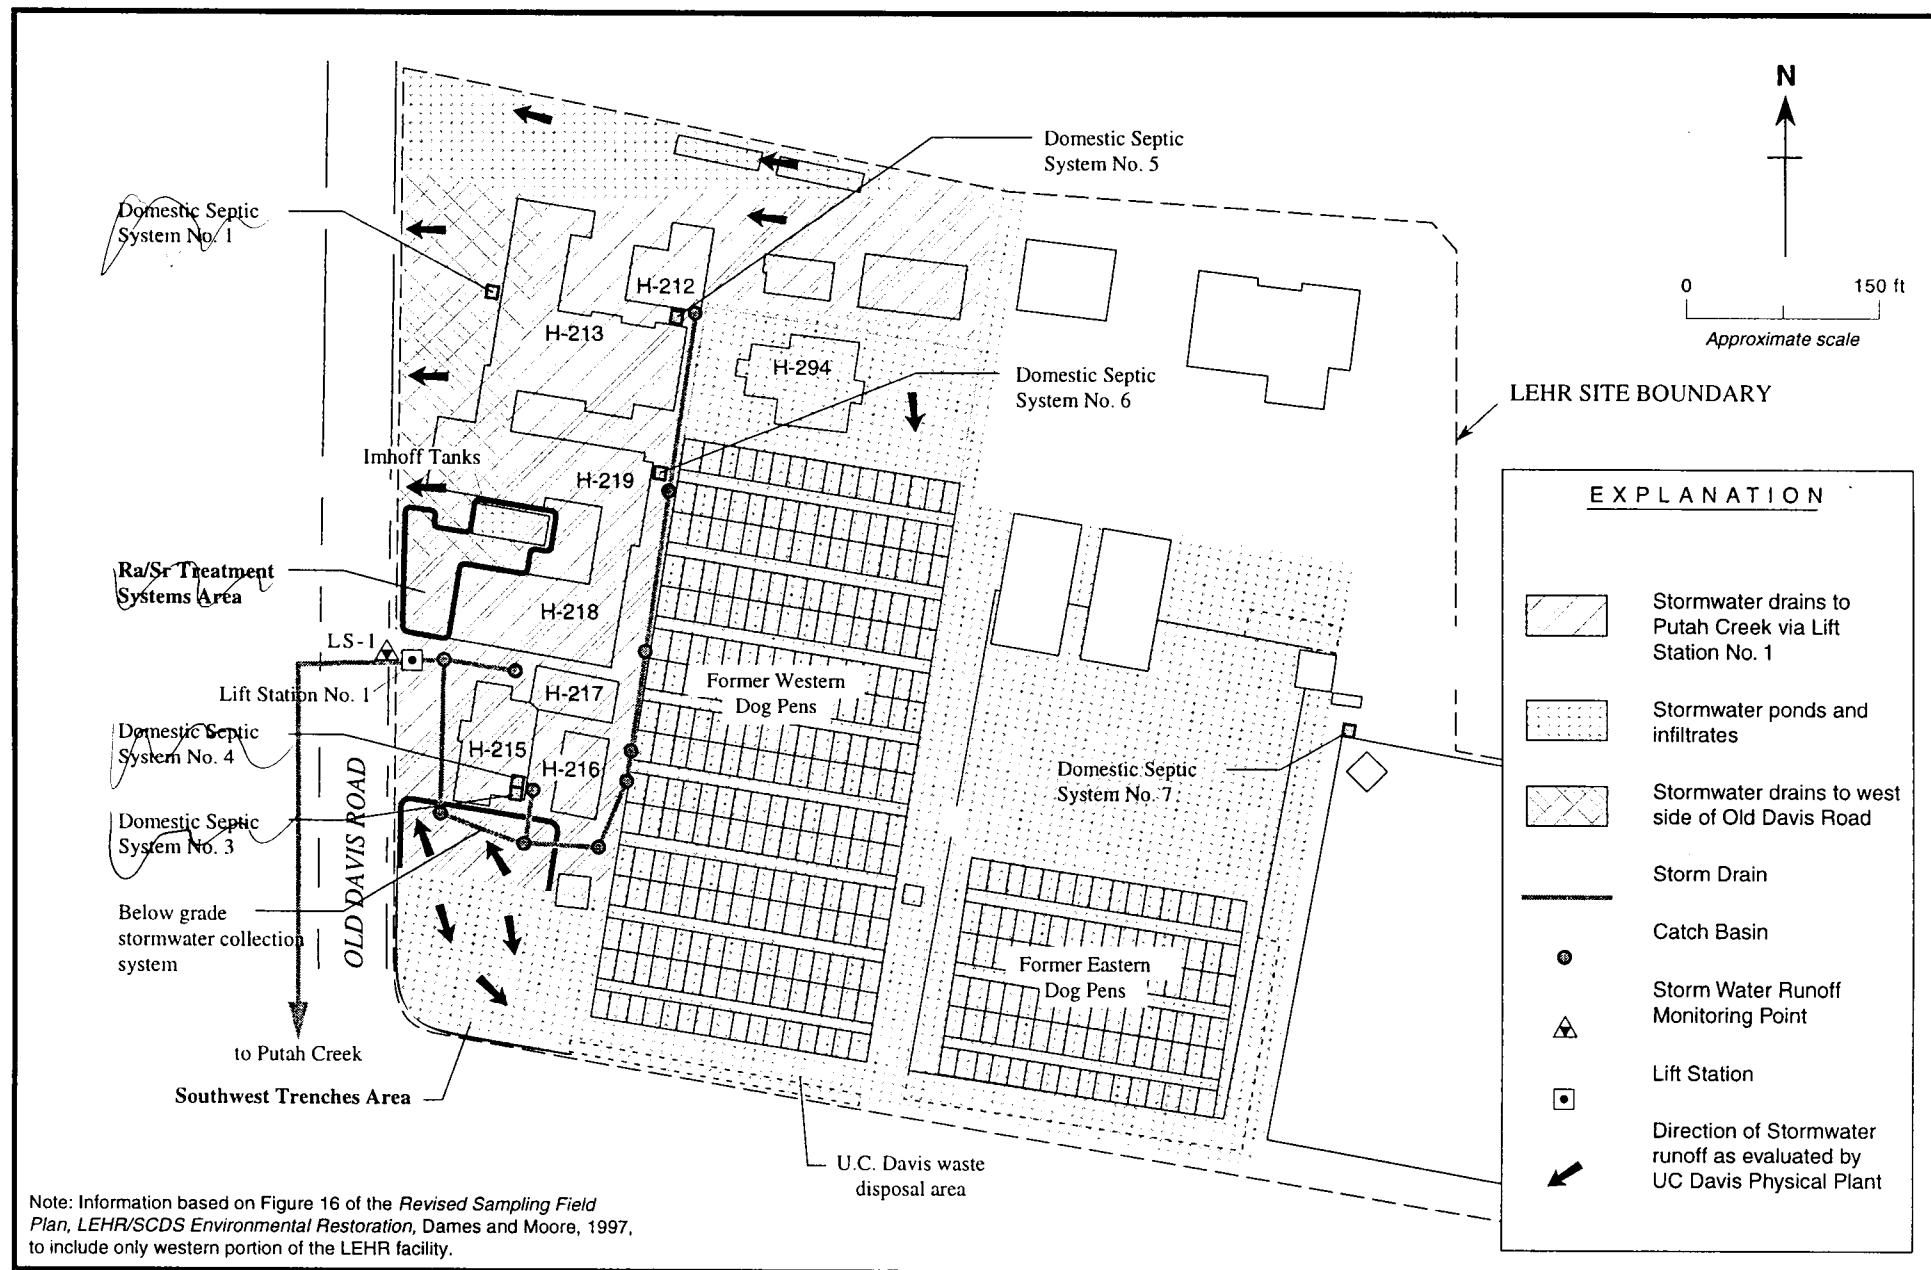 N
0 150 ft
Approximate scale
Domestic Septic
System No. 5
Domestic Septic
System No. 1
H-212
H-213
H-294
Domestic Septic
System No. 6
LEHR SITE BOUNDARY
Imhoff Tanks
H-219
Ra/Sr Treatment
Systems Area
H-218
LS-1
Lift Station No. 1
H-217
Former Western
Dog Pens
Domestic Septic
System No. 4
H-215
H-216
Domestic Septic
System No. 7
Domestic Septic
System No. 3
OLD DAVIS ROAD
Below grade
stormwater collection
system
Former Eastern
Dog Pens
to Putah Creek
Southwest Trenches Area
U.C. Davis waste
disposal area
EXPLANATION
Stormwater drains to
Putah Creek via Lift
Station No. 1
Stormwater ponds and
infiltrates
Stormwater drains to west
side of Old Davis Road
Storm Drain
Catch Basin
Storm Water Runoff
Monitoring Point
Lift Station
Direction of Stormwater
runoff as evaluated by
UC Davis Physical Plant
Note: Information based on Figure 16 of the Revised Sampling Field
Plan, LEHR/SCDS Environmental Restoration, Dames and Moore, 1997,
to include only western portion of the LEHR facility.